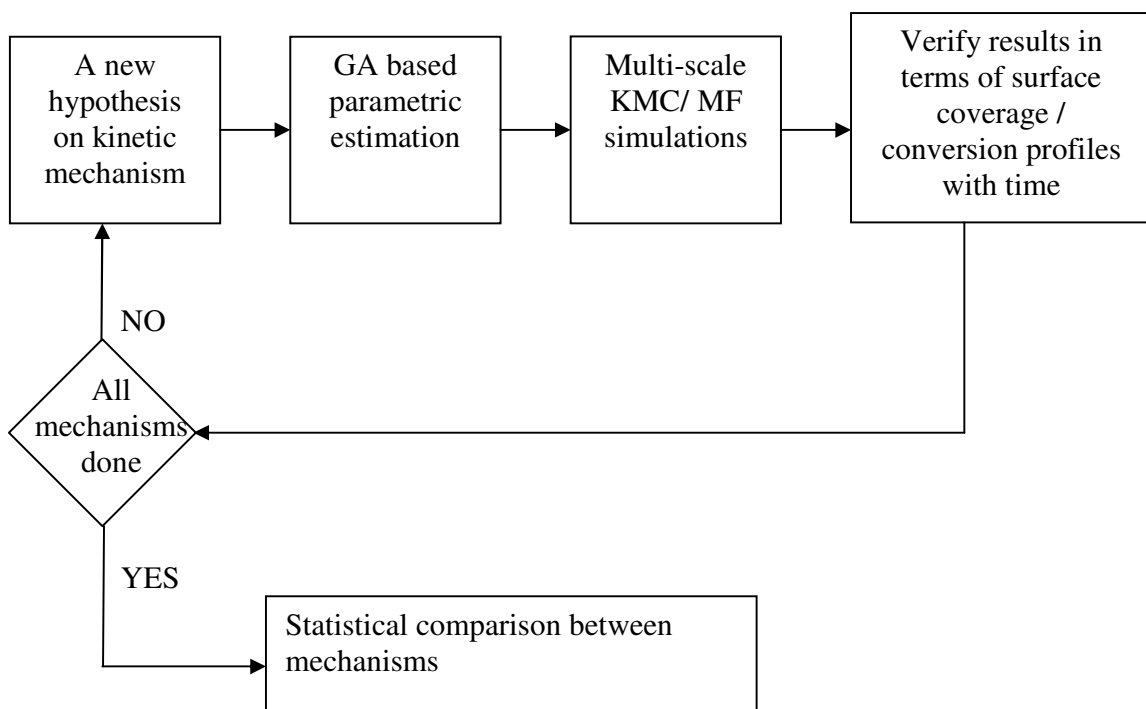 A new
hypothesis
on kinetic
mechanism
GA based
parametric
estimation
Multi-scale
KMC/ MF
simulations
Verify results in
terms of surface
coverage /
conversion profiles
with time
NO
All
mechanisms
done
YES
Statistical comparison between
mechanisms